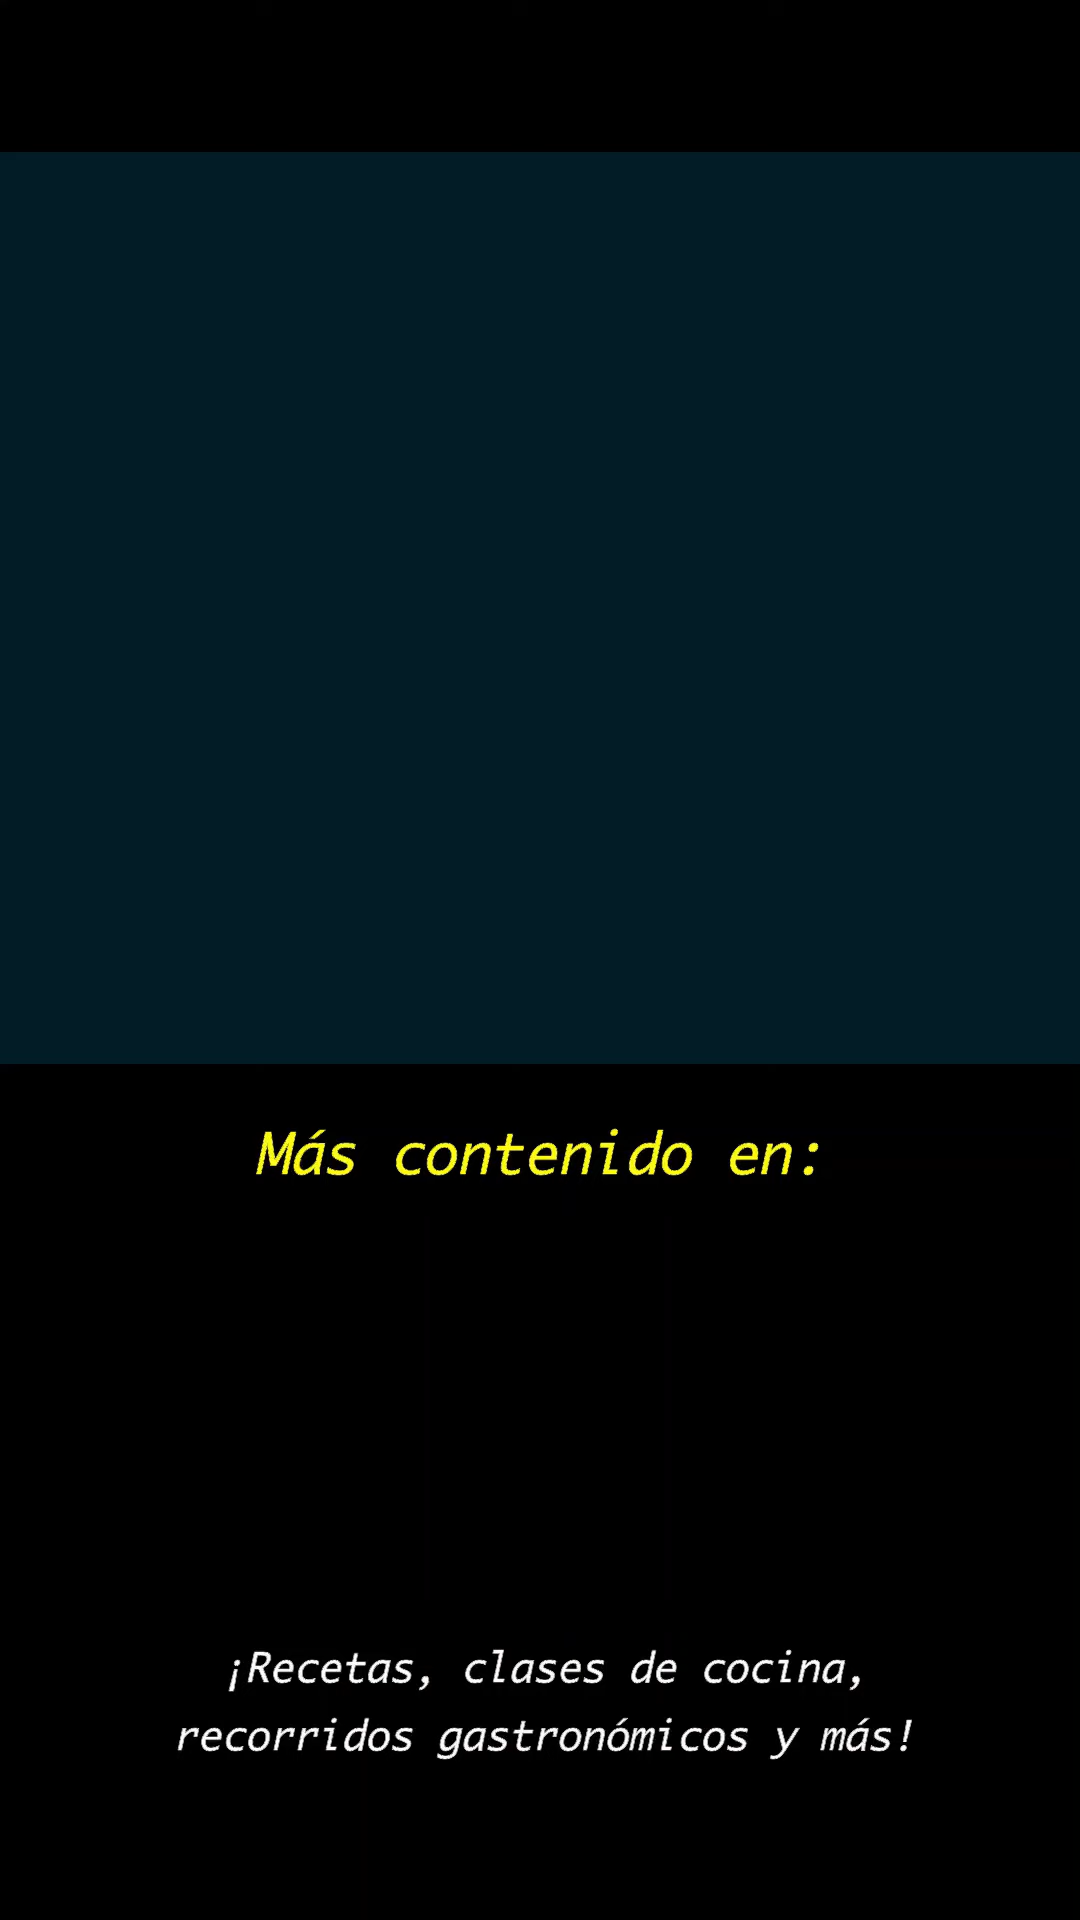 Más contenido en:
¡Recetas, clases de cocina,
recorridos gastronómicos y más!